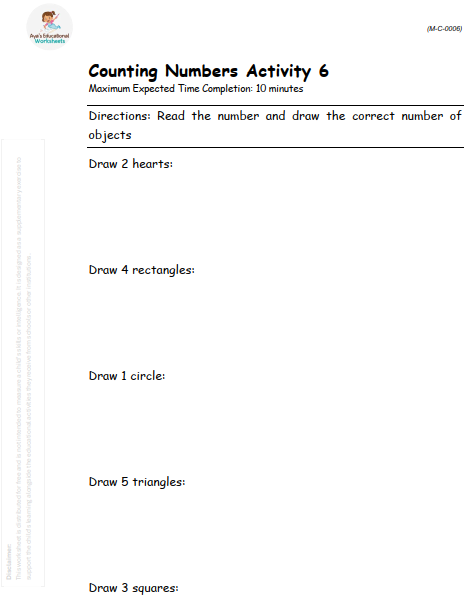 Aya's Educational
Worksheets
(M-C-0006)
Counting Numbers Activity 6
Maximum Expected Time Completion: 10 minutes
Directions: Read the number and draw the correct number of
objects
Draw 2 hearts:
Draw 4 rectangles:
Draw 1 circle:
Draw 5 triangles:
Draw 3 squares:
Disclaimer:
This worksheet is distributed for free and is not intended to measure a child's skills or intelligence. It is designed as a supplementary exercise to
support the child's learning alongside the educational activities they receive from schools or other institutions.